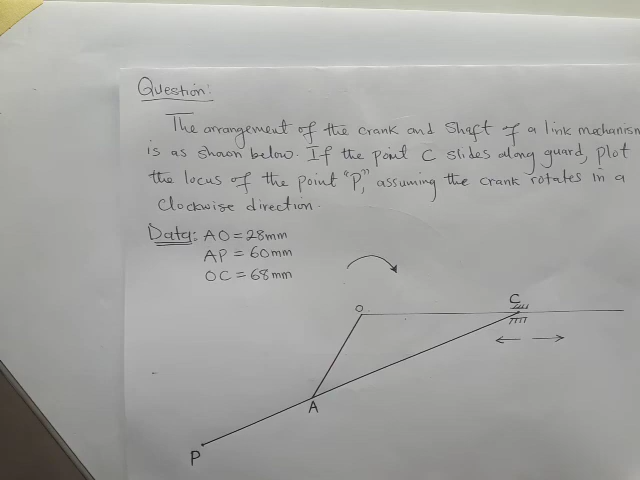 Question:
The arrangement of the crank and shaft of a link mechanism
is as shown below. If the point C slides along guard, plot
the locus of the point "P", assuming the crank rotates in a
Clockwise direction.
Data: AO = 28mm
AP = 60mm
OC = 68mm
O
C
A
P